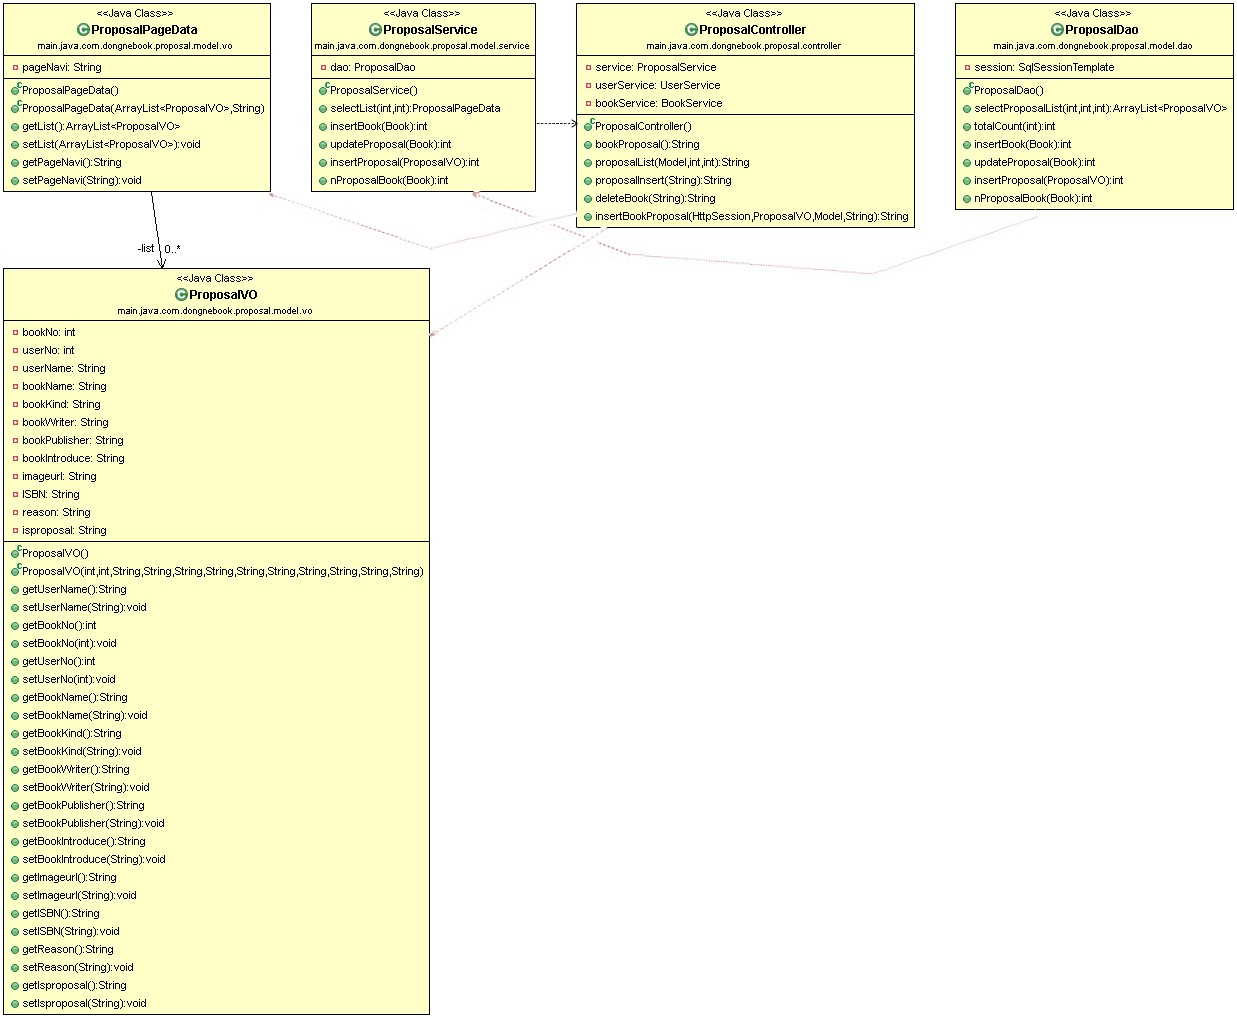 <<Java Class>>
ProposalPageData
main.java.com.dongnebook.proposal.model.vo
pageNavi: String
ProposalPageData()
ProposalPageData(ArrayList<ProposalVO>,String)
getList():ArrayList<ProposalVO>
setList(ArrayList<ProposalVO>):void
getPageNavi():String
setPageNavi(String):void
<<Java Class>>
ProposalService
main.java.com.dongnebook.proposal.model.service
dao: ProposalDao
ProposalService()
selectList(int,int):ProposalPageData
insertBook(Book):int
updateProposal(Book):int
insertProposal(ProposalVO):int
nProposalBook(Book):int
<<Java Class>>
ProposalController
main.java.com.dongnebook.proposal.controller
service: ProposalService
userService: UserService
bookService: BookService
ProposalController()
bookProposal():String
proposalList(Model,int,int):String
proposalInsert(String):String
deleteBook(String):String
insertBookProposal(HttpSession,ProposalVO,Model,String):String
<<Java Class>>
ProposalDao
main.java.com.dongnebook.proposal.model.dao
session: SqlSessionTemplate
ProposalDao()
selectProposalList(int,int,int):ArrayList<ProposalVO>
totalCount(int):int
insertBook(Book):int
updateProposal(Book):int
insertProposal(ProposalVO):int
nProposalBook(Book):int
-list 0..*
<<Java Class>>
ProposalVO
main.java.com.dongnebook.proposal.model.vo
bookNo: int
userNo: int
userName: String
bookName: String
bookKind: String
bookWriter: String
bookPublisher: String
bookIntroduce: String
imageurl: String
ISBN: String
reason: String
isproposal: String
ProposalVO()
ProposalVO(int,int,String,String,String,String,String,String,String,String,String,String)
getUserName():String
setUserName(String):void
getBookNo():int
setBookNo(int):void
getUserNo():int
setUserNo(int):void
getBookName():String
setBookName(String):void
getBookKind():String
setBookKind(String):void
getBookWriter():String
setBookWriter(String):void
getBookPublisher():String
setBookPublisher(String):void
getBookIntroduce():String
setBookIntroduce(String):void
getImageurl():String
setImageurl(String):void
getISBN():String
setISBN(String):void
getReason():String
setReason(String):void
getIsproposal():String
setIsproposal(String):void